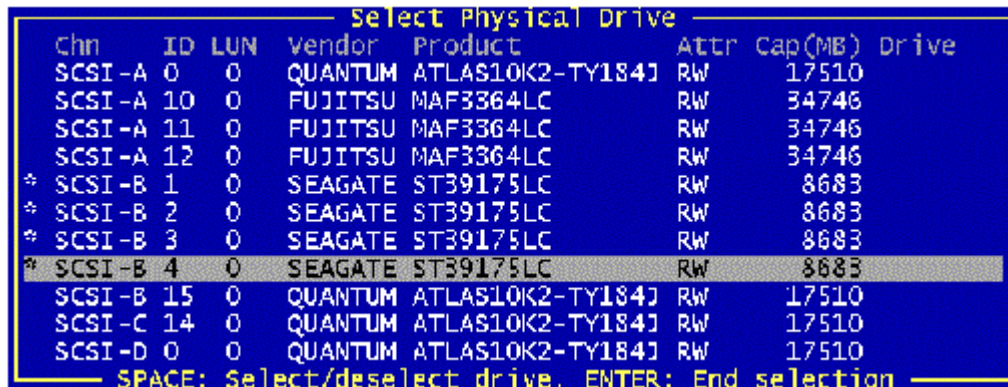 Select Physical Drive
Chn ID LUN Vendor Product Attr Cap(MB) Drive
SCSI-A 0 0 QUANTUM ATLAS10K2-TY184J RW 17510
SCSI-A 10 0 FUJITSU MAF3364LC RW 34746
SCSI-A 11 0 FUJITSU MAF3364LC RW 34746
SCSI-A 12 0 FUJITSU MAF3364LC RW 34746
* SCSI-B 1 0 SEAGATE ST39175LC RW 8683
* SCSI-B 2 0 SEAGATE ST39175LC RW 8683
* SCSI-B 3 0 SEAGATE ST39175LC RW 8683
* SCSI-B 4 0 SEAGATE ST39175LC RW 8683
SCSI-B 15 0 QUANTUM ATLAS10K2-TY184J RW 17510
SCSI-C 14 0 QUANTUM ATLAS10K2-TY184J RW 17510
SCSI-D 0 0 QUANTUM ATLAS10K2-TY184J RW 17510
SPACE: Select/deselect drive, ENTER: End selection